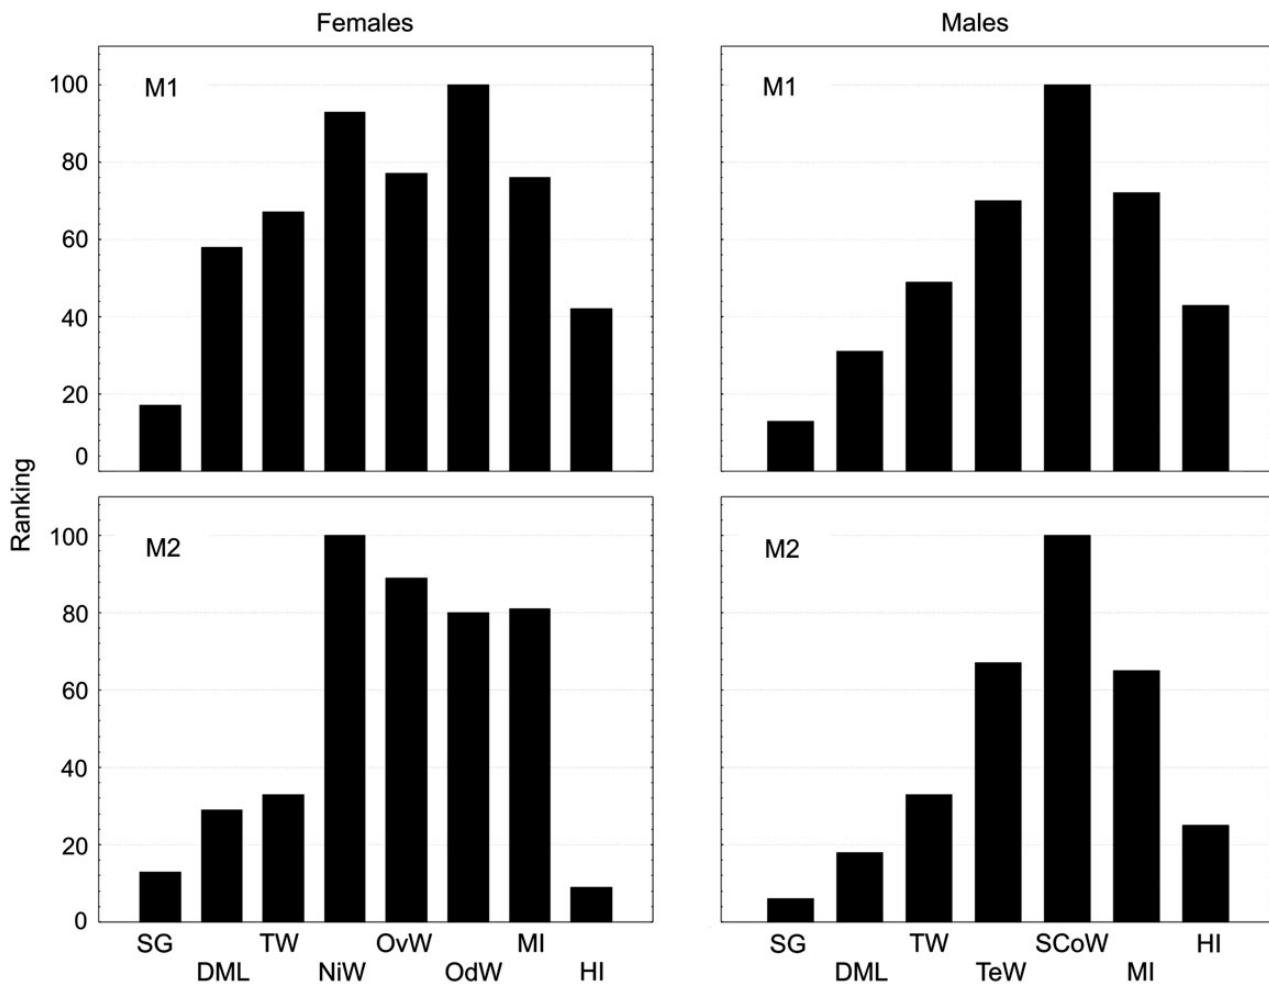 Females
Males
M1
M1
100
80
60
40
20
0
Ranking
M2
M2
100
80
60
40
20
0
SG TW OvW MI
DML NiW OdW HI
SG TW SCoW HI
DML TeW MI